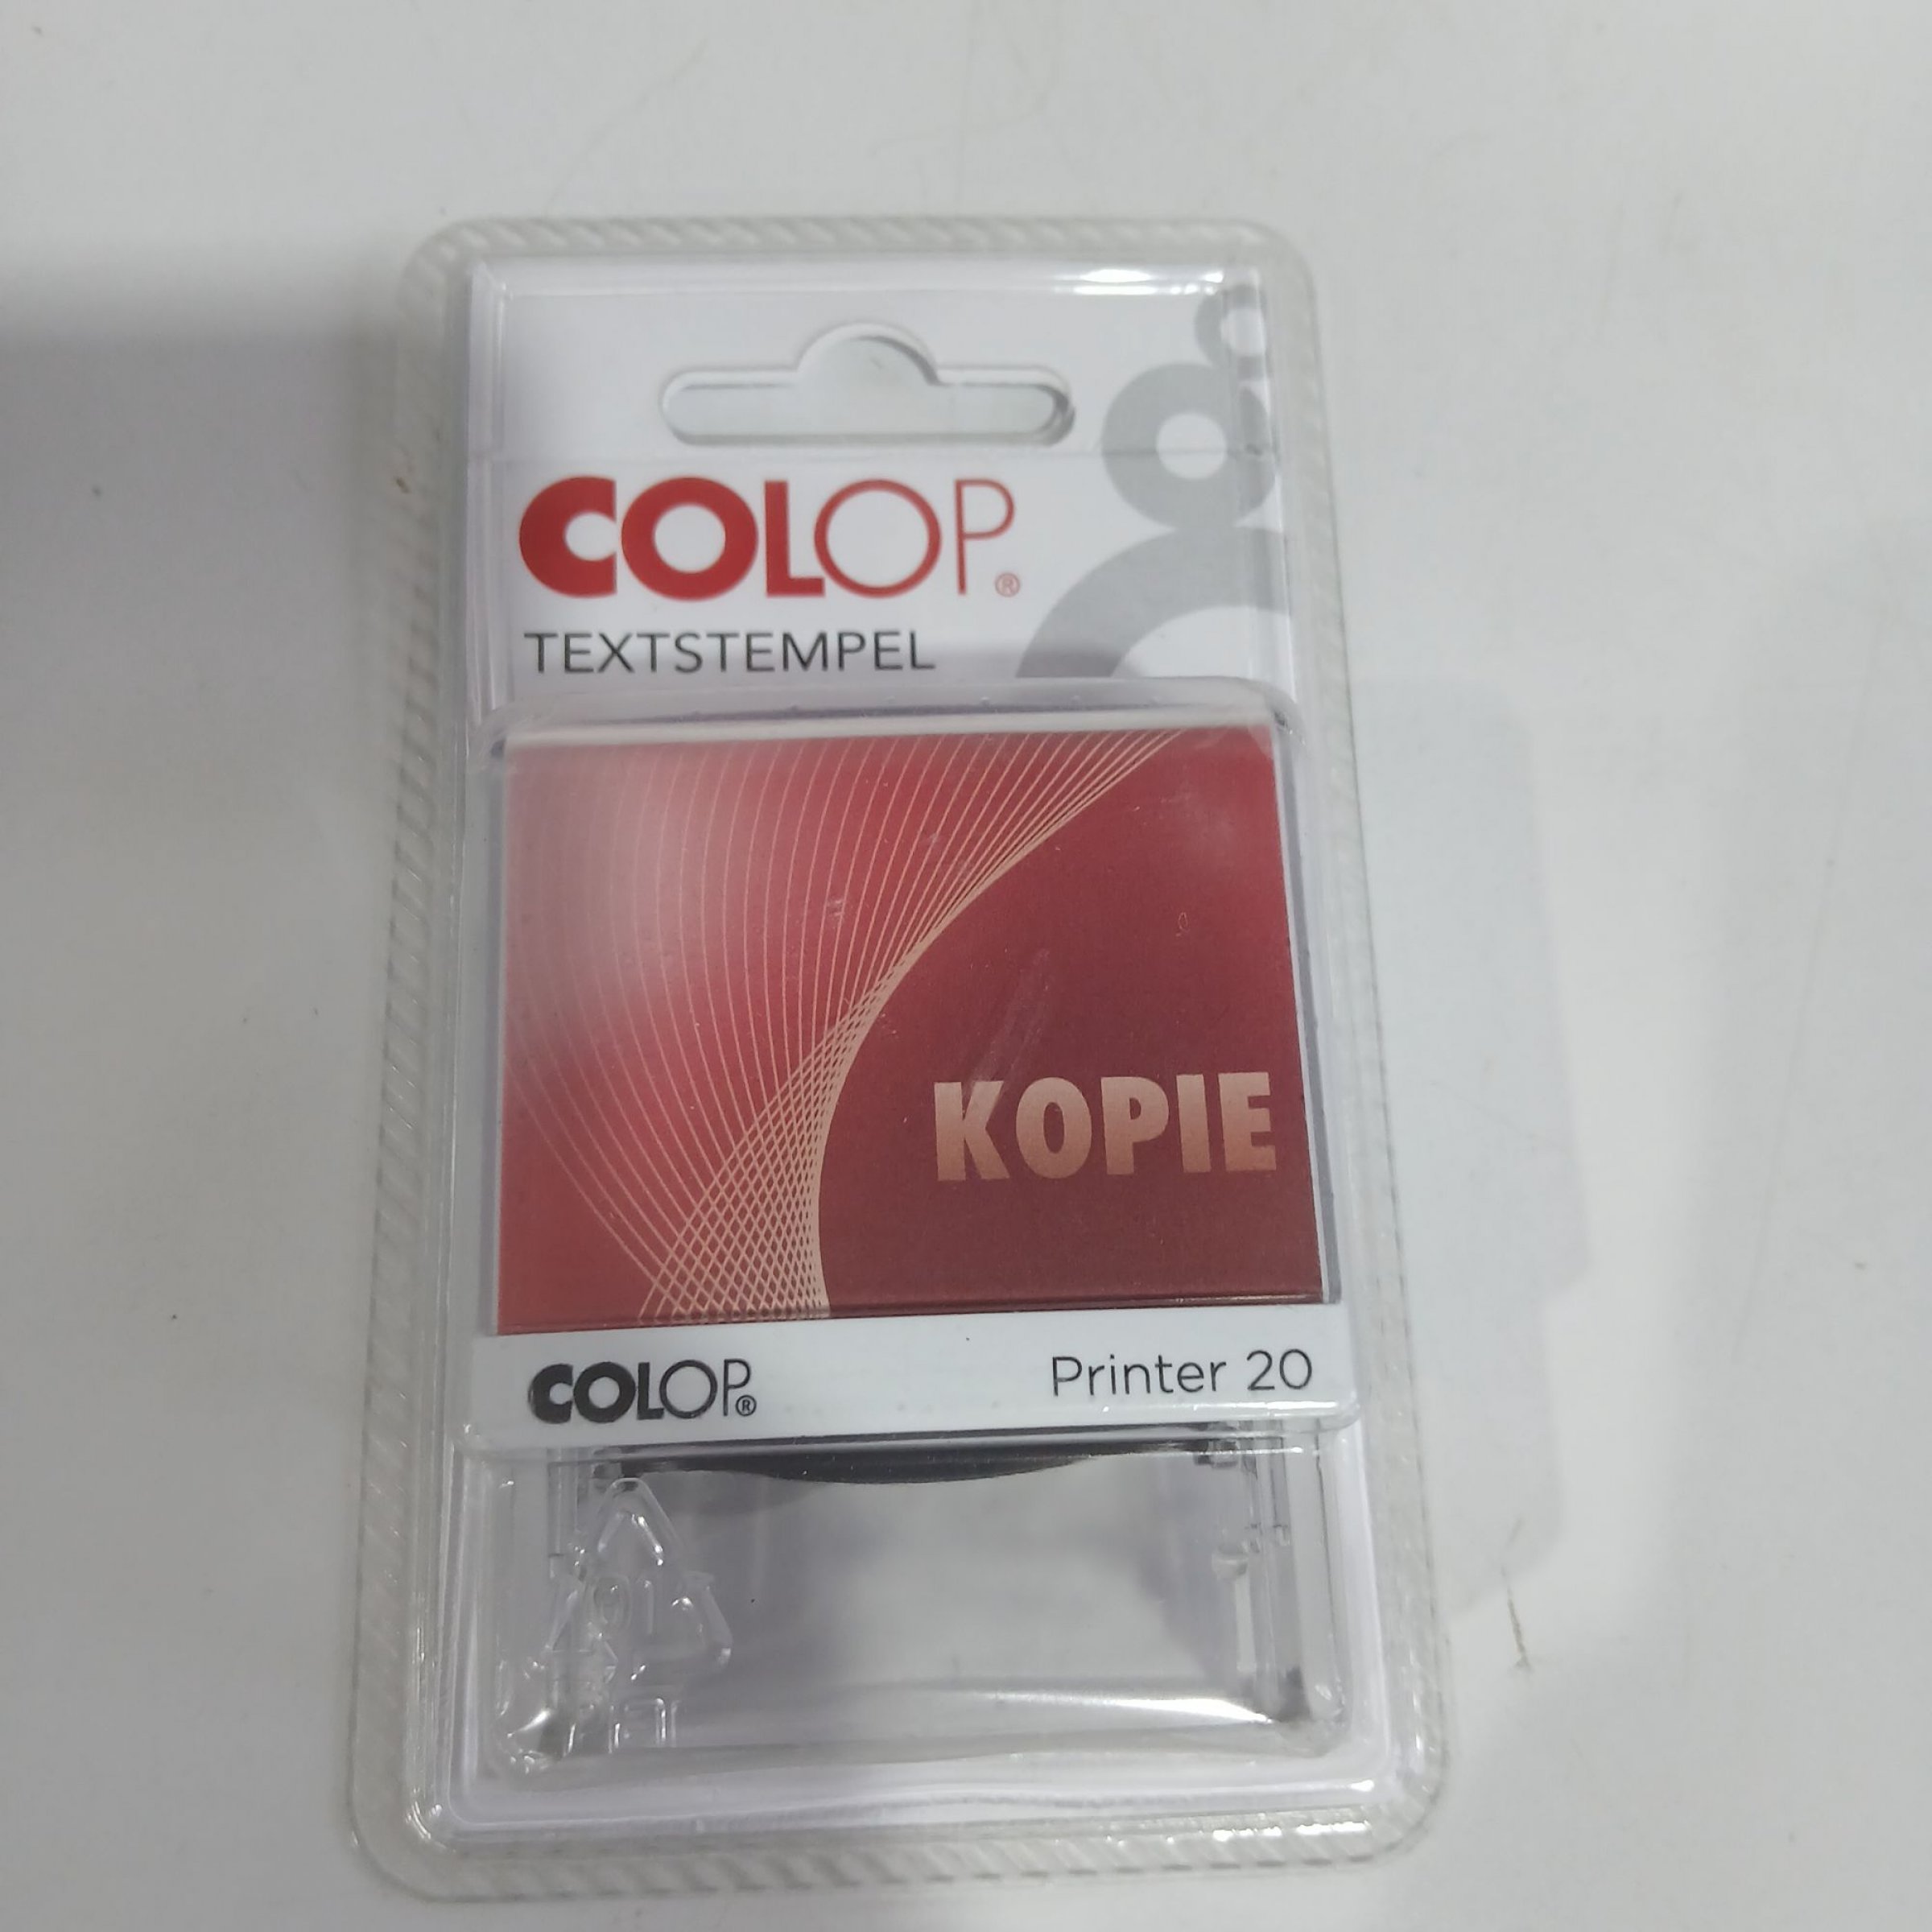 COLOP®
TEXTSTEMPEL
KOPIE
COLOP® Printer 20